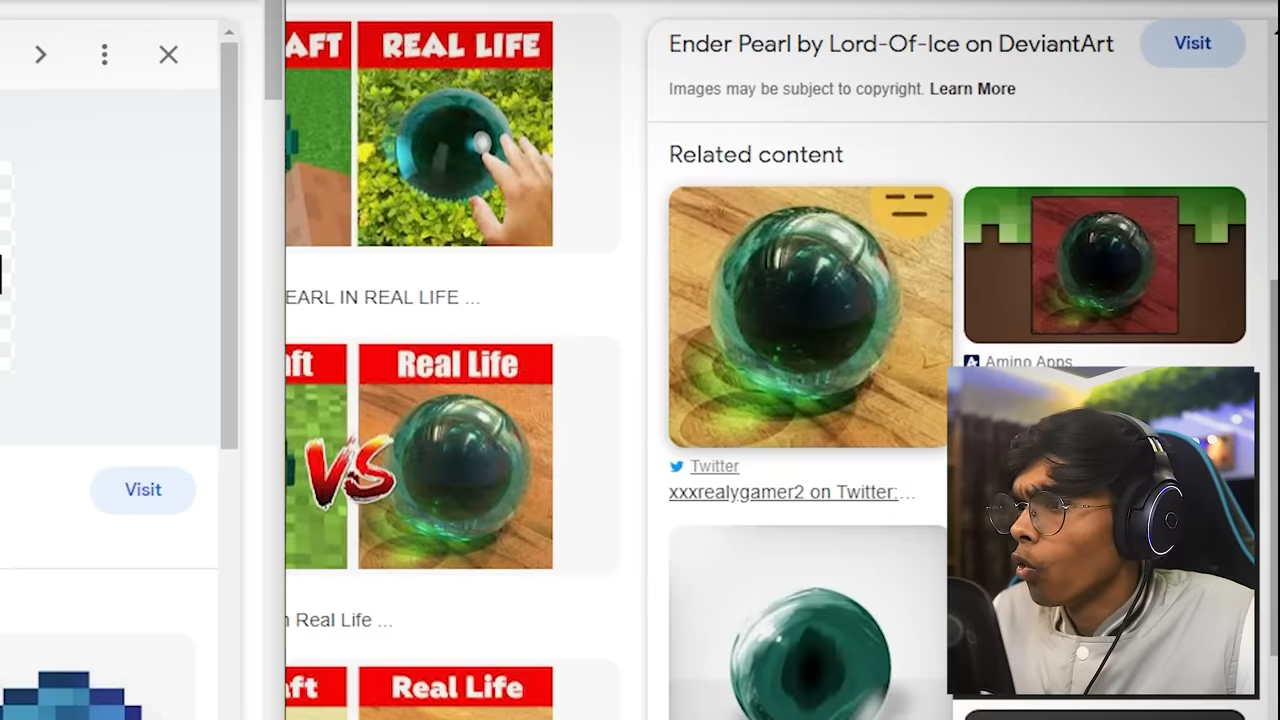 AFT
REAL LIFE
EARL IN REAL LIFE ...
ft
Real Life
VS
Real Life ...
ft
Real Life
Visit
Ender Pearl by Lord-Of-Ice on DeviantArt
Visit
Images may be subject to copyright. Learn More
Related content
Twitter
xxxrealygamer2 on Twitter:...
Amino Apps